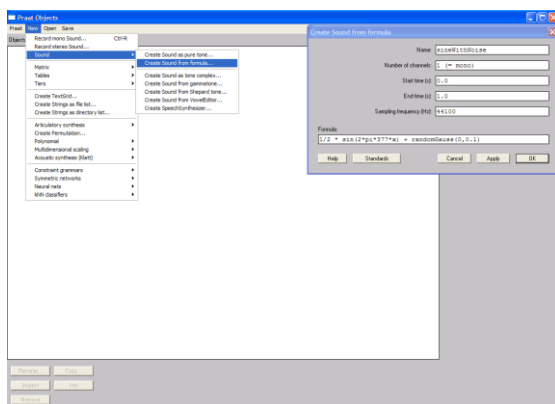 Praat Objects
Praat New Open Save
Objects
Record mono Sound... Ctrl-R
Record stereo Sound...
Sound
Matrix
Tables
Tiers
Create TextGrid...
Create Strings as file list...
Create Strings as directory list...
Articulatory synthesis
Create Permutation...
Polynomial
Multidimensional scaling
Acoustic synthesis (Klatt)
Constraint grammars
Symmetric networks
Neural nets
kNN classifiers
Create Sound as pure tone...
Create Sound from formula...
Create Sound as tone complex...
Create Sound from gammatone...
Create Sound from Shepard tone...
Create Sound from VowelEditor...
Create SpeechSynthesizer...
Create Sound from formula
Name: sineWithNoise
Number of channels: 1 (= mono)
Start time (s): 0.0
End time (s): 1.0
Sampling frequency (Hz): 44100
Formula:
1/2 * sin(2*pi*377*x) + randomGauss(0,0.1)
Help Standards Cancel Apply OK
Rename... Copy...
Inspect Info
Remove